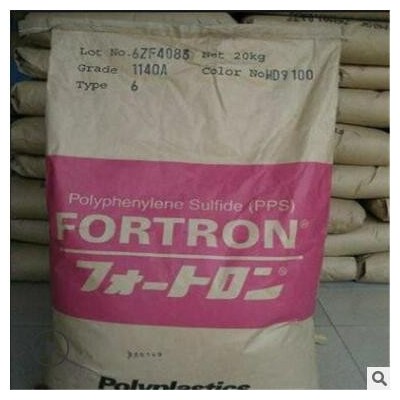 Lot No.6ZF4083 Net 20kg
Grade 1140A Color No HD9100
Type 6
Polyphenylene Sulfide (PPS)
FORTRON®
フォートロン®
Polyplastics